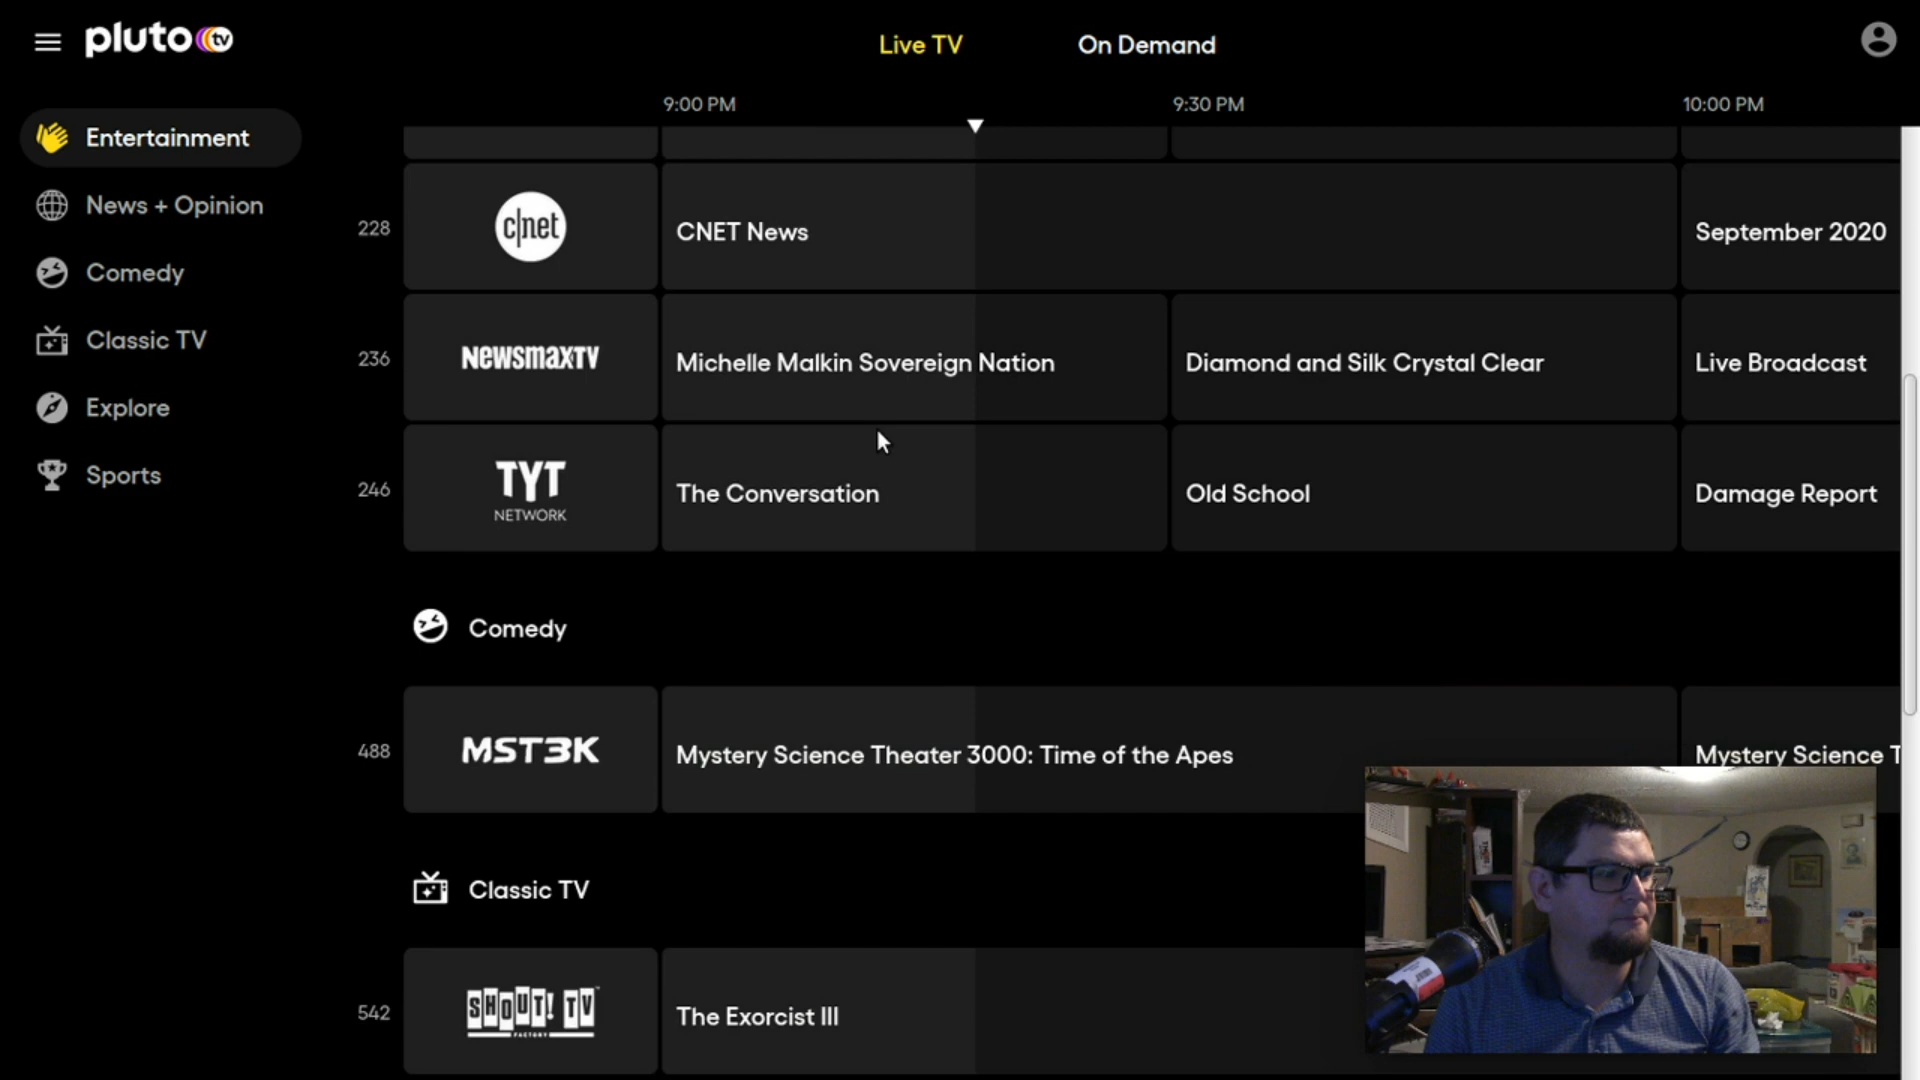 pluto tv
Live TV
On Demand
9:00 PM
9:30 PM
10:00 PM
Entertainment
News + Opinion
Comedy
Classic TV
Explore
Sports
228
c|net
CNET News
September 2020
236
NEWSMAXTV
Michelle Malkin Sovereign Nation
Diamond and Silk Crystal Clear
Live Broadcast
246
TYT
NETWORK
The Conversation
Old School
Damage Report
Comedy
488
MST3K
Mystery Science Theater 3000: Time of the Apes
Mystery Science T
Classic TV
542
SHOUT! TV
FACTORY
The Exorcist III